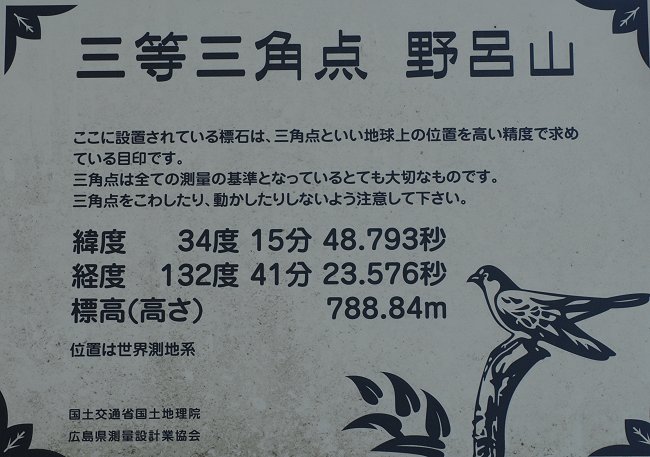 三等三角点 野呂山
ここに設置されている標石は、三角点といい地球上の位置を高い精度で求め
ている目印です。
三角点は全ての測量の基準となっているとても大切なものです。
三角点をこわしたり、動かしたりしないよう注意して下さい。
緯度 34度 15分 48.793秒
経度 132度 41分 23.576秒
標高(高さ) 788.84m
位置は世界測地系
国土交通省国土地理院
広島県測量設計業協会